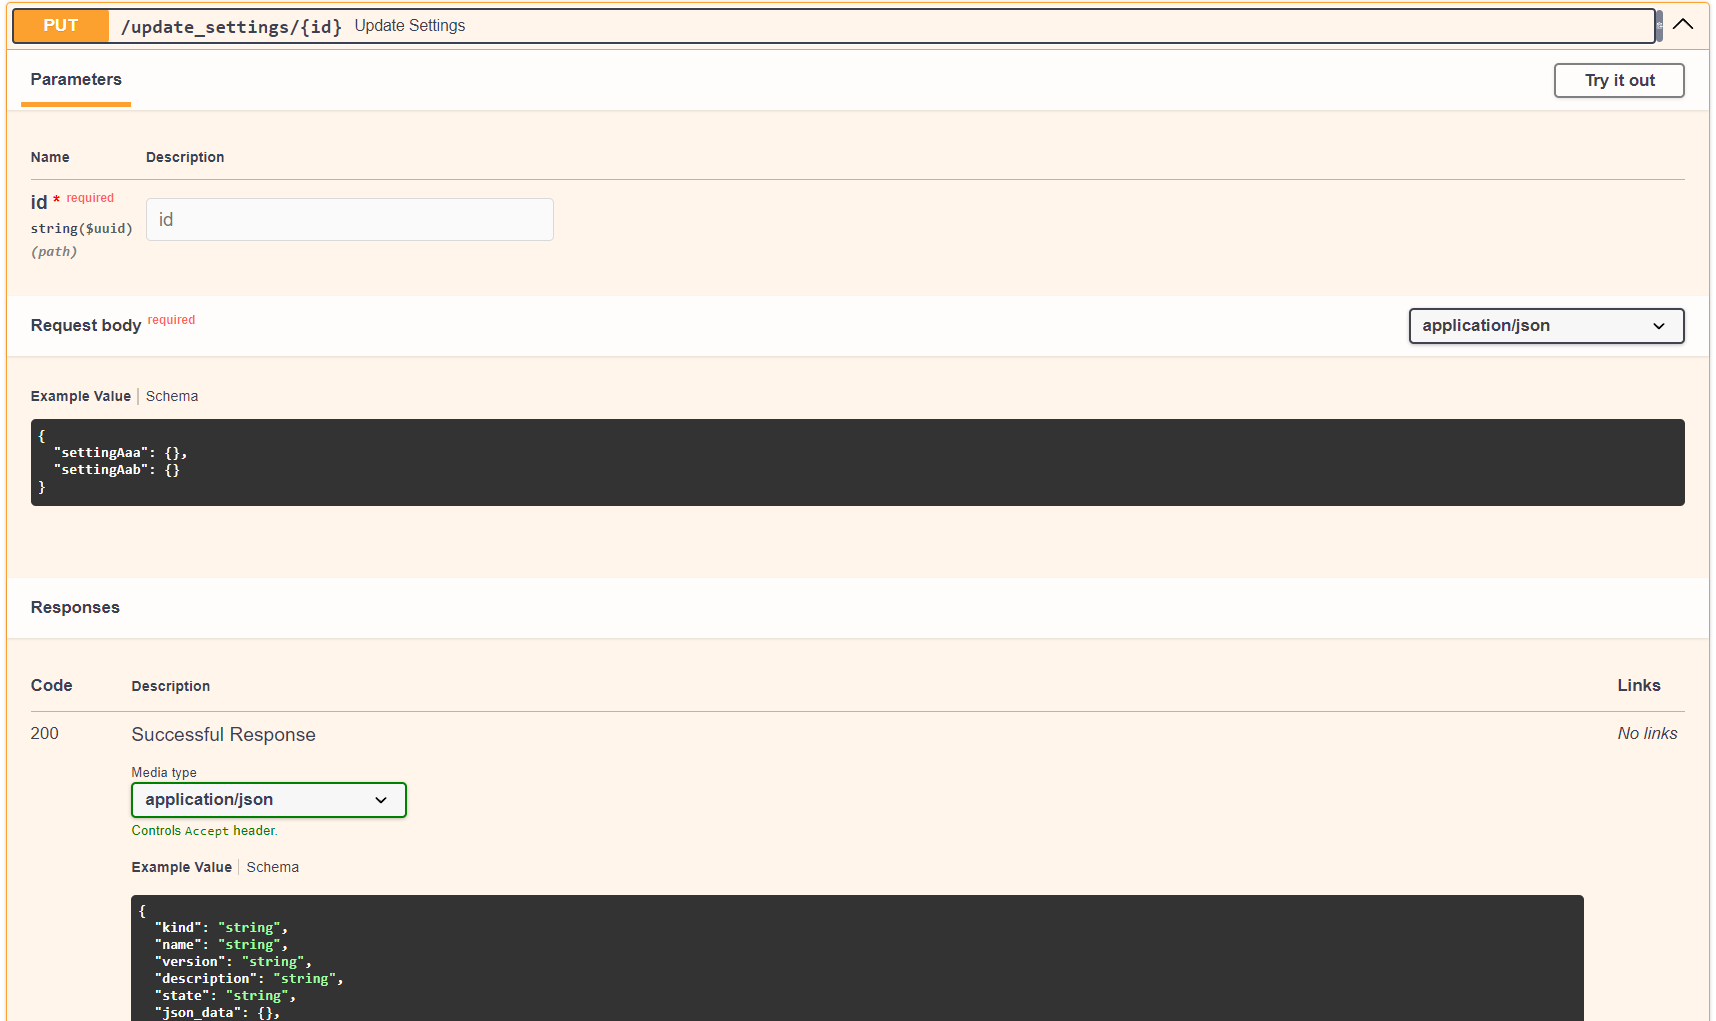 PUT /update_settings/{id} Update Settings
Parameters
Try it out
Name Description
id * required
string($uuid)
(path)
id
Request body required
application/json
Example Value | Schema
{
  "settingAaa": {},
  "settingAab": {}
}
Responses
Code Description Links
200 Successful Response No links
Media type
application/json
Controls Accept header.
Example Value | Schema
{
  "kind": "string",
  "name": "string",
  "version": "string",
  "description": "string",
  "state": "string",
  "json_data": {},